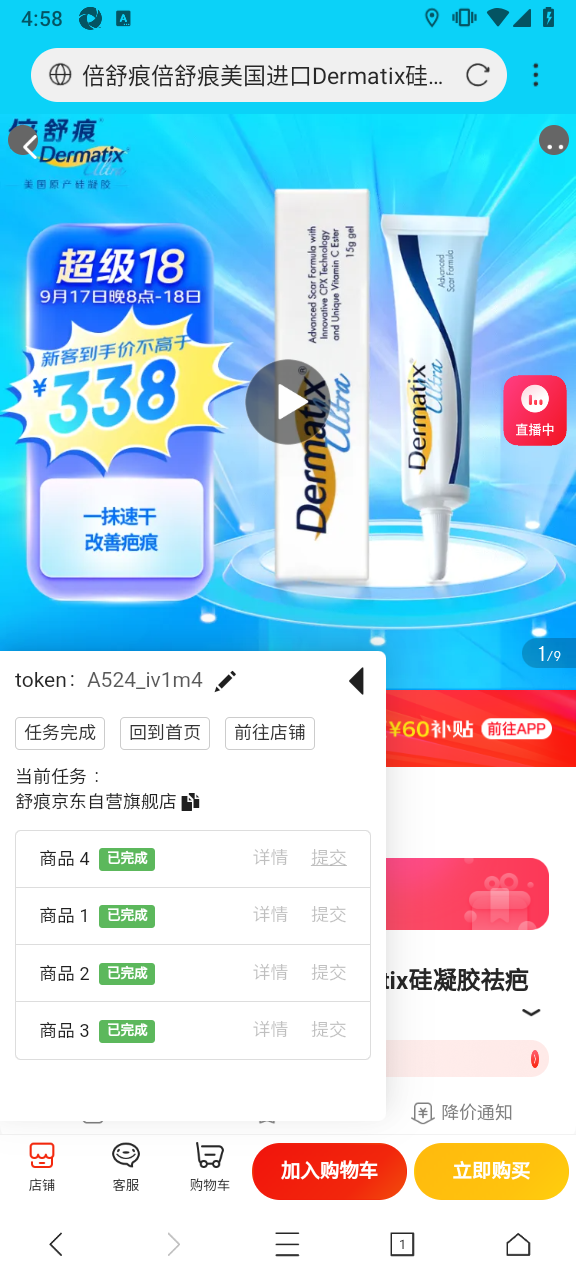 4:58
A
倍舒痕倍舒痕美国进口Dermatix硅...
倍舒痕
Dermatix
Ultra
美国原产硅凝胶
超级18
9月17日晚8点-18日
新客到手价不高于
¥338
一抹速干
改善疤痕
Advanced Scar Formula with
Innovative CPX Technology
and Unique Vitamin C Ester
15g gel
Dermatix®
Ultra
Advanced
Scar Formula
Dermatix
Ultra
直播中
1/9
token: A524_iv1m4
¥60补贴 前往APP
任务完成 回到首页 前往店铺
当前任务：
舒痕京东自营旗舰店
商品 4 已完成 详情 提交
商品 1 已完成 详情 提交
商品 2 已完成 详情 提交
商品 3 已完成 详情 提交
tix硅凝胶祛疤
降价通知
店铺 客服 购物车 加入购物车 立即购买
1